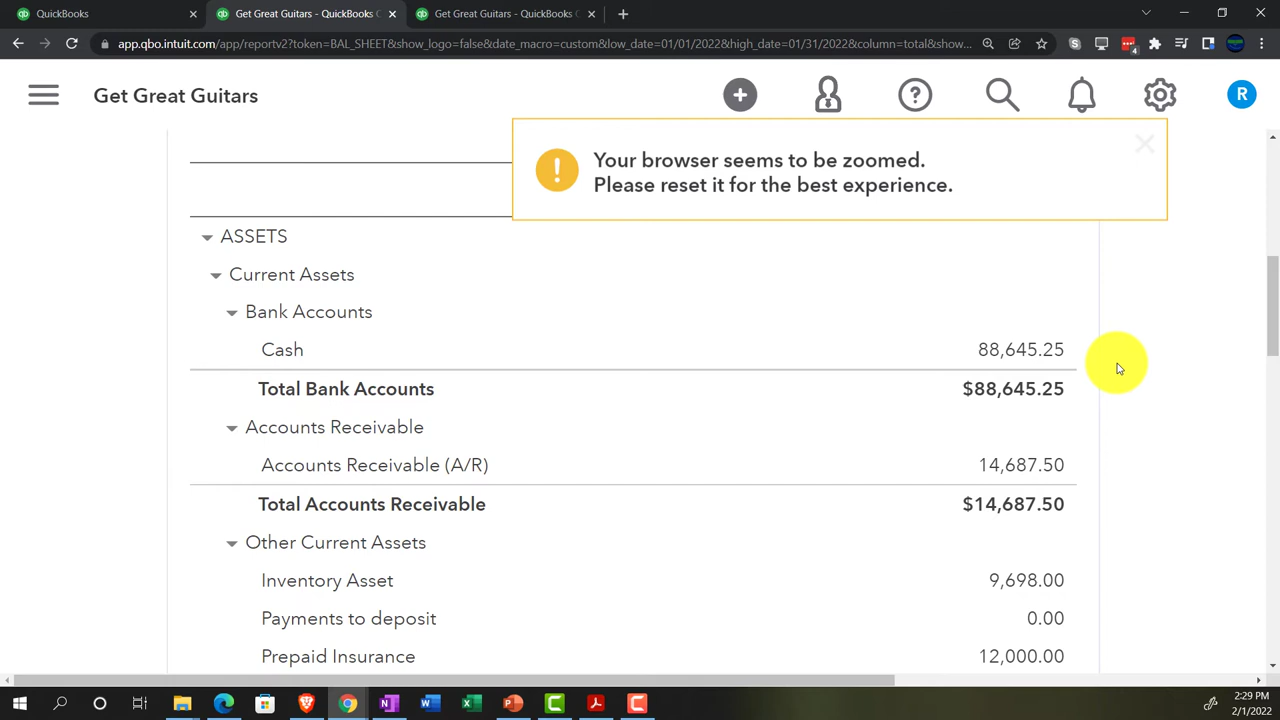 QuickBooks
Get Great Guitars - QuickBooks
Get Great Guitars - QuickBooks
app.qbo.intuit.com/app/reportv2?token=BAL_SHEET&show_logo=false&date_macro=custom&low_date=01/01/2022&high_date=01/31/2022&column=total&show...
4
Get Great Guitars
R
Your browser seems to be zoomed.
Please reset it for the best experience.
ASSETS
Current Assets
Bank Accounts
Cash 88,645.25
Total Bank Accounts $88,645.25
Accounts Receivable
Accounts Receivable (A/R) 14,687.50
Total Accounts Receivable $14,687.50
Other Current Assets
Inventory Asset 9,698.00
Payments to deposit 0.00
Prepaid Insurance 12,000.00
2:29 PM
2/1/2022